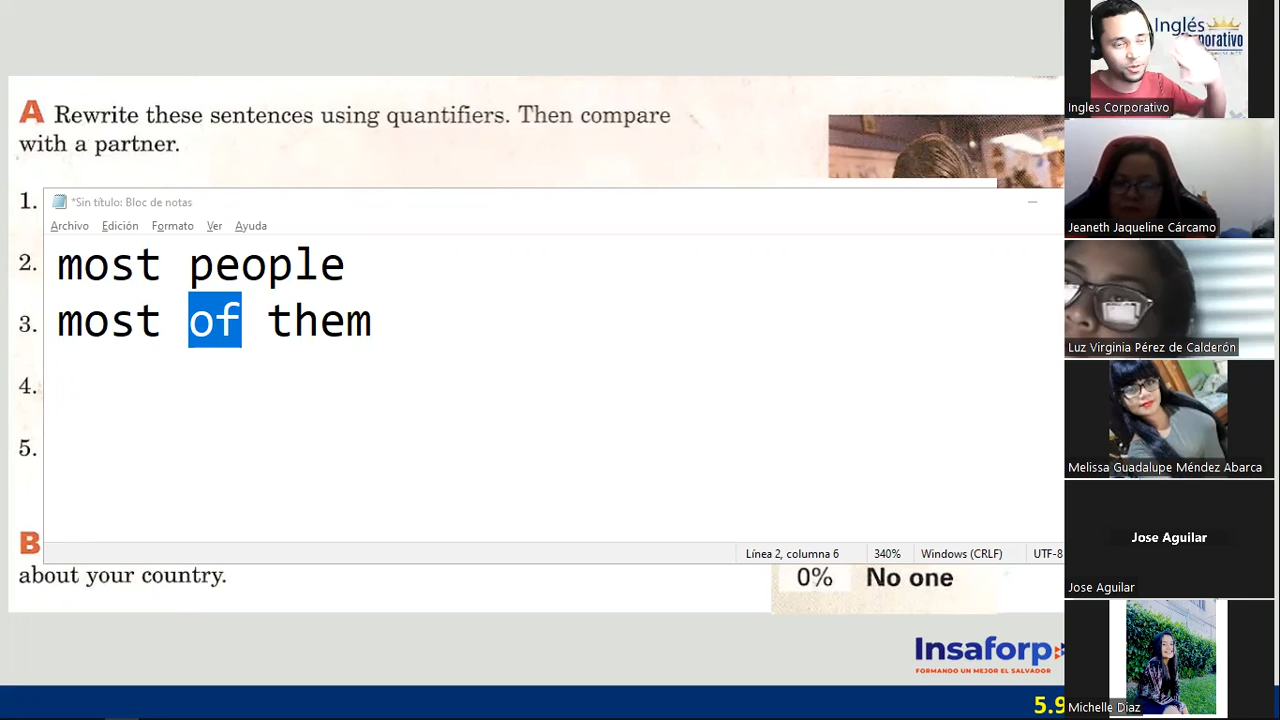 A Rewrite these sentences using quantifiers. Then compare
with a partner.
1.
2.
3.
4.
5.
*Sin título: Bloc de notas
Archivo Edición Formato Ver Ayuda
most people
most of them
Línea 2, columna 6 340% Windows (CRLF) UTF-8
B
about your country.
0% No one
Insaforp
FORMANDO UN MEJOR EL SALVADOR
5.9
Inglés
Corporativo
Ingles Corporativo
Jeaneth Jaqueline Cárcamo
Luz Virginia Pérez de Calderón
Melissa Guadalupe Méndez Abarca
Jose Aguilar
Jose Aguilar
Michelle Diaz